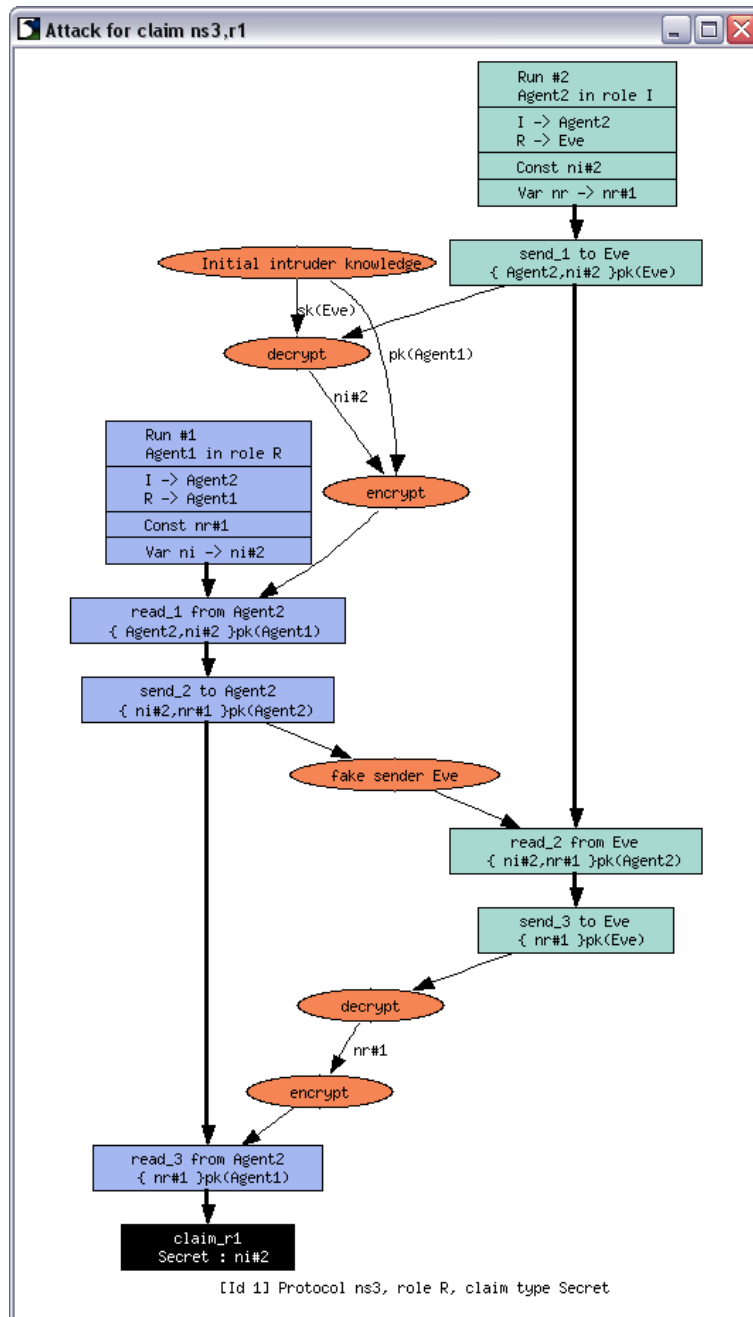 Attack for claim ns3,r1
Run #2
Agent2 in role I
I -> Agent2
R -> Eve
Const ni#2
Var nr -> nr#1
send_1 to Eve
{ Agent2,ni#2 }pk(Eve)
Initial intruder knowledge
sk(Eve)
decrypt
pk(Agent1)
ni#2
Run #1
Agent1 in role R
I -> Agent2
R -> Agent1
Const nr#1
Var ni -> ni#2
encrypt
read_1 from Agent2
{ Agent2,ni#2 }pk(Agent1)
send_2 to Agent2
{ ni#2,nr#1 }pk(Agent2)
fake sender Eve
read_2 from Eve
{ ni#2,nr#1 }pk(Agent2)
send_3 to Eve
{ nr#1 }pk(Eve)
decrypt
nr#1
encrypt
read_3 from Agent2
{ nr#1 }pk(Agent1)
claim_r1
Secret : ni#2
[Id 1] Protocol ns3, role R, claim type Secret